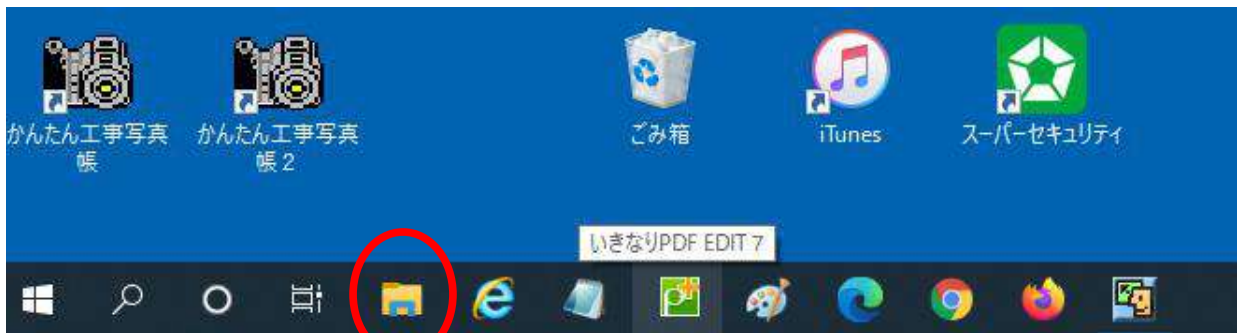 かんたん工事写真
帳
かんたん工事写真
帳2
ごみ箱
iTunes
スーパーセキュリティ
いきなりPDF EDIT 7